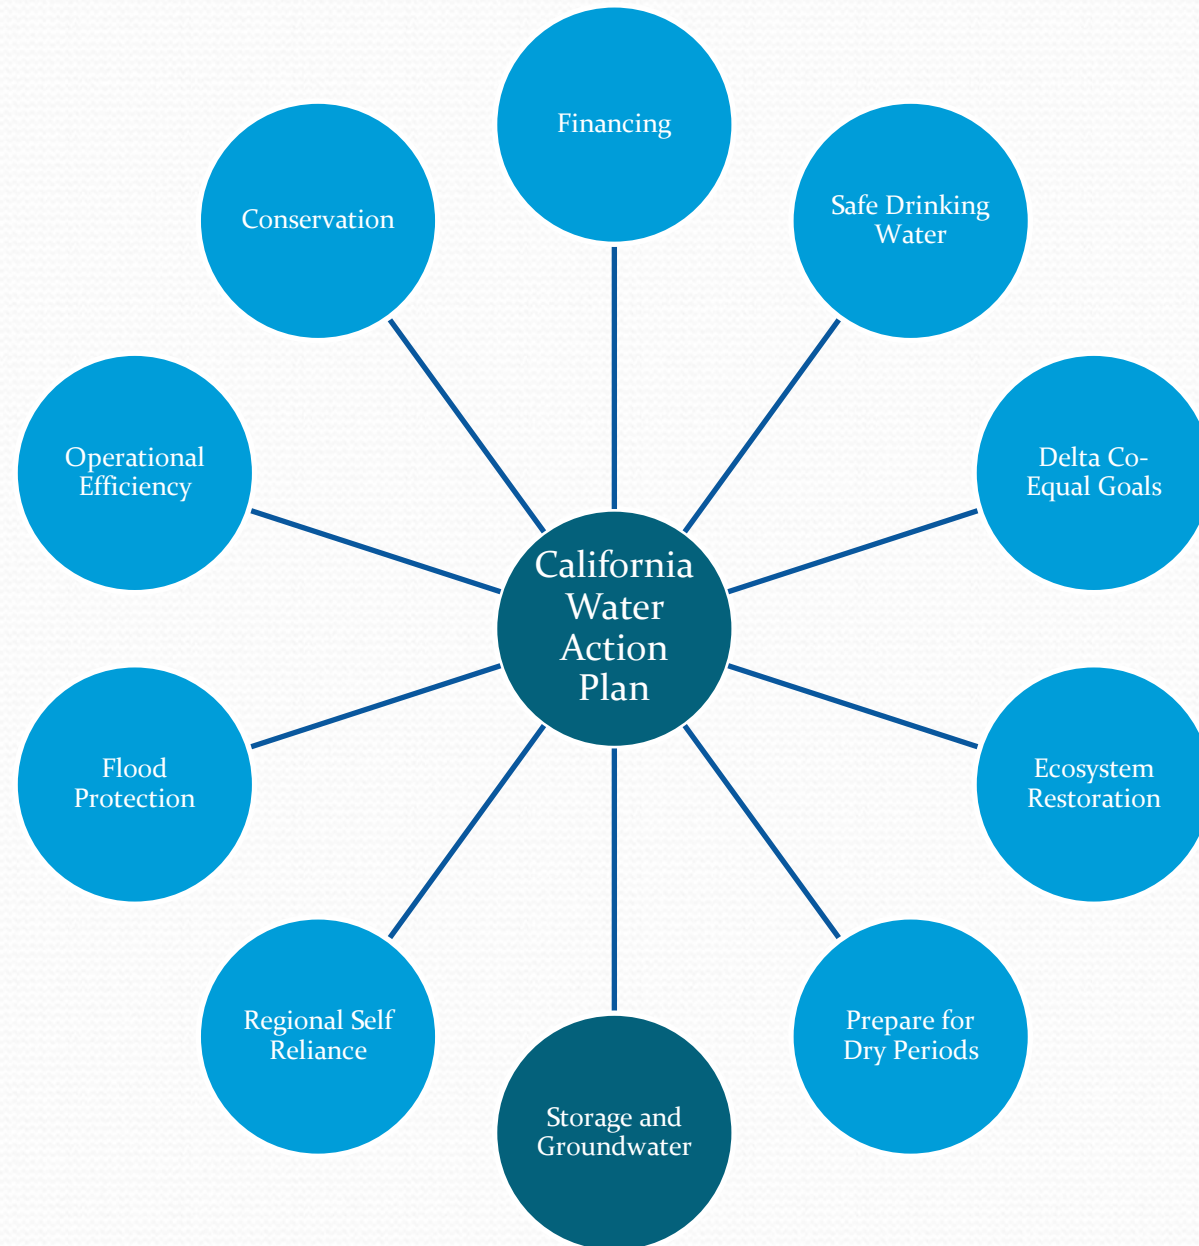 Financing
Safe Drinking
Water
Delta Co-
Equal Goals
Ecosystem
Restoration
Prepare for
Dry Periods
Storage and
Groundwater
Regional Self
Reliance
Flood
Protection
Operational
Efficiency
Conservation
California
Water
Action
Plan